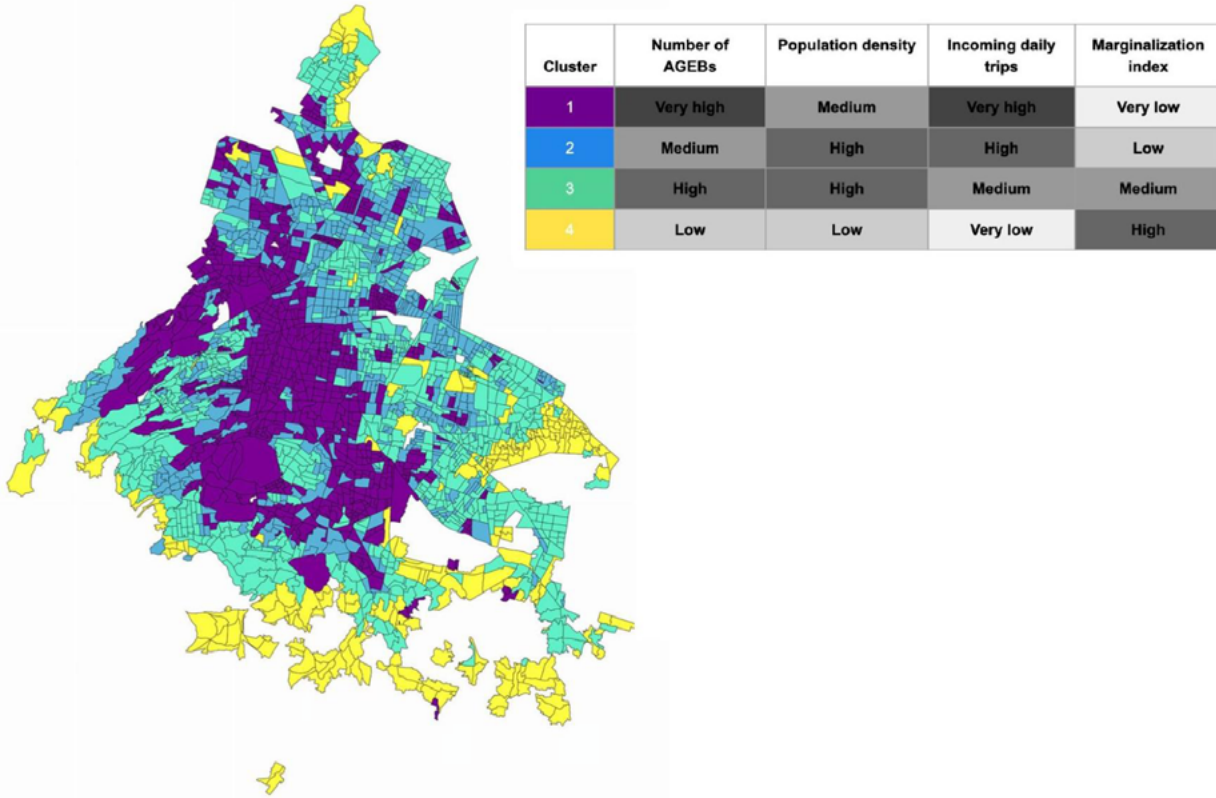 Cluster Number of AGEBs Population density Incoming daily trips Marginalization index
1 Very high Medium Very high Very low
2 Medium High High Low
3 High High Medium Medium
4 Low Low Very low High